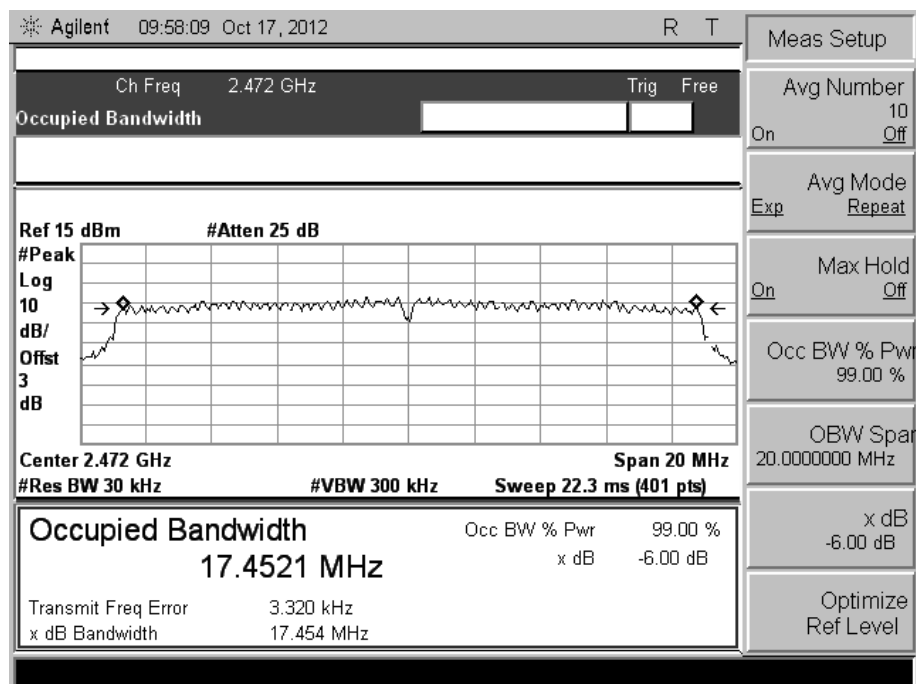 Agilent 09:58:09 Oct 17, 2012 R T
Ch Freq 2.472 GHz Trig Free
Occupied Bandwidth
Ref 15 dBm #Atten 25 dB
#Peak
Log
10
dB/
Offst
3
dB
Center 2.472 GHz Span 20 MHz
#Res BW 30 kHz #VBW 300 kHz Sweep 22.3 ms (401 pts)
Occupied Bandwidth
17.4521 MHz
Occ BW % Pwr 99.00 %
x dB -6.00 dB
Transmit Freq Error 3.320 kHz
x dB Bandwidth 17.454 MHz
Meas Setup
Avg Number
10
On Off
Avg Mode
Exp Repeat
Max Hold
On Off
Occ BW % Pwr
99.00 %
OBW Span
20.0000000 MHz
x dB
-6.00 dB
Optimize
Ref Level